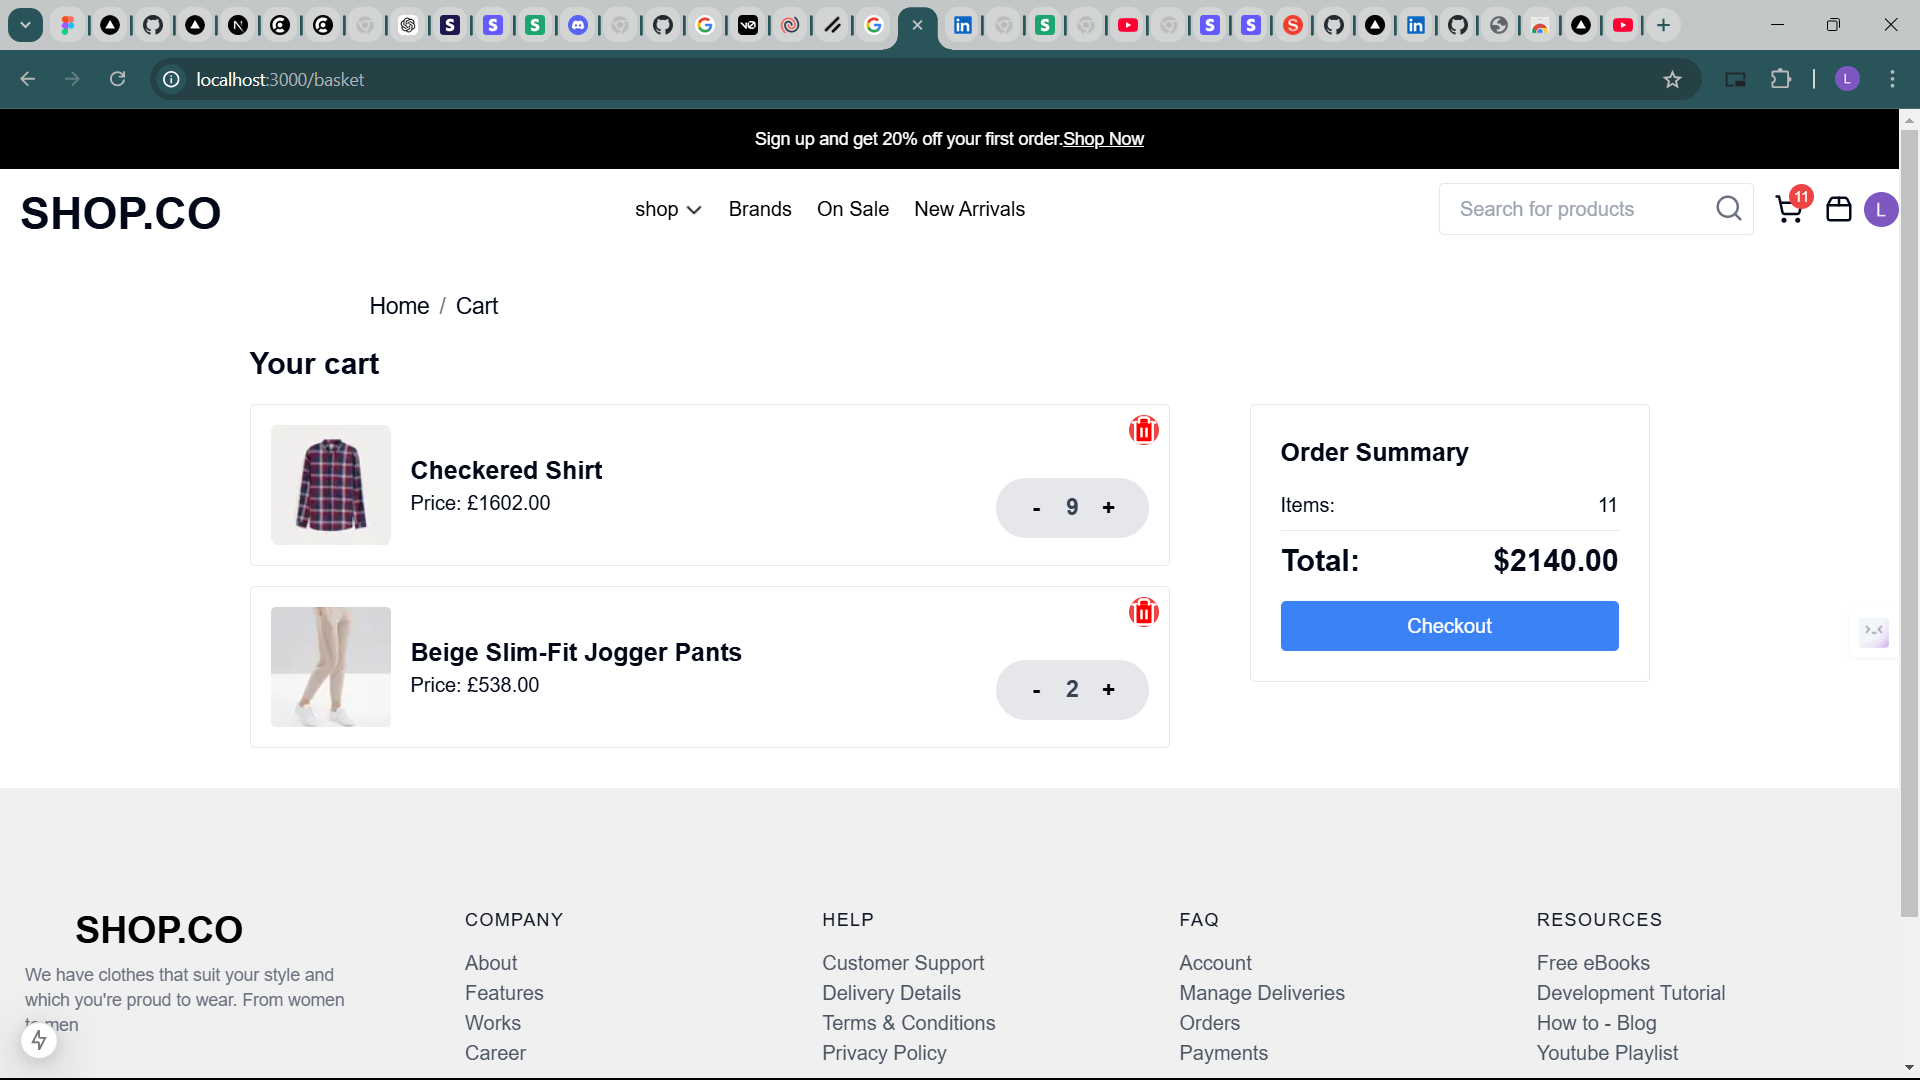 localhost:3000/basket
L
Sign up and get 20% off your first order.Shop Now
SHOP.CO
shop
Brands
On Sale
New Arrivals
Search for products
11
L
Home / Cart
Your cart
Checkered Shirt
Price: £1602.00
- 9 +
Beige Slim-Fit Jogger Pants
Price: £538.00
- 2 +
Order Summary
Items: 11
Total: $2140.00
Checkout
SHOP.CO
We have clothes that suit your style and
which you're proud to wear. From women
men
COMPANY
About
Features
Works
Career
HELP
Customer Support
Delivery Details
Terms & Conditions
Privacy Policy
FAQ
Account
Manage Deliveries
Orders
Payments
RESOURCES
Free eBooks
Development Tutorial
How to - Blog
Youtube Playlist